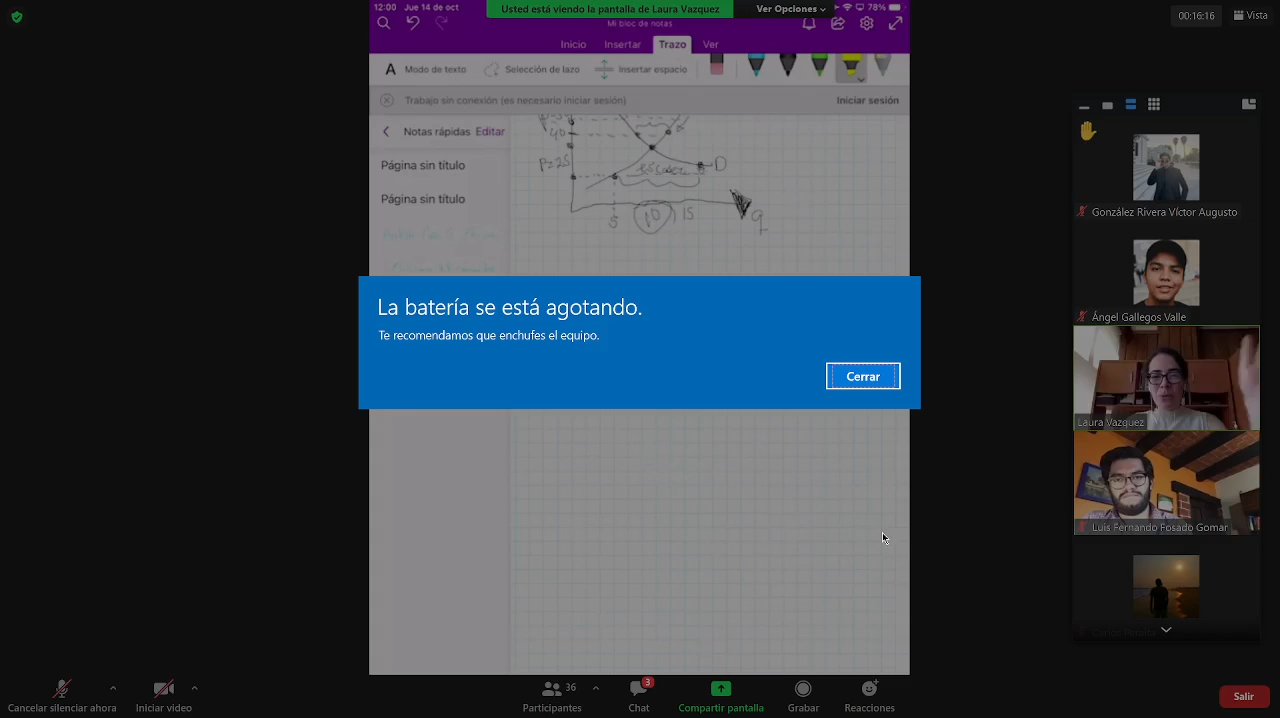 12:00 Jue 14 de oct
Usted está viendo la pantalla de Laura Vazquez
Ver Opciones
78%
00:16:16
Vista
Mi bloc de notas
Inicio Insertar Trazo Ver
A Modo de texto Selección de lazo Insertar espacio
Trabajo sin conexión (es necesario iniciar sesión) Iniciar sesión
Notas rápidas Editar
Página sin título
Página sin título
40
P=25
D
5 10 15 q
La batería se está agotando.
Te recomendamos que enchufes el equipo.
Cerrar
González Rivera Víctor Augusto
Ángel Gallegos Valle
Laura Vazquez
Luis Fernando Fosado Gomar
Cancelar silenciar ahora
Iniciar video
Participantes 36
Chat 3
Compartir pantalla
Grabar
Reacciones
Salir